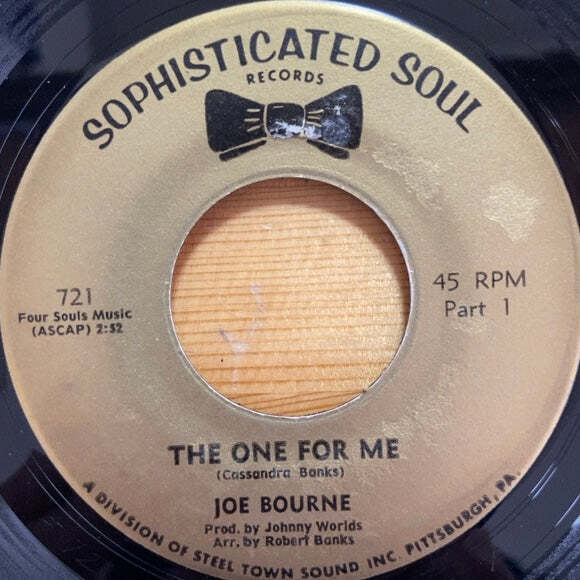 SOPHISTICATED SOUL
RECORDS
721
Four Souls Music
(ASCAP) 2:52
45 RPM
Part 1
THE ONE FOR ME
(Cassandra Banks)
JOE BOURNE
Prod. by Johnny Worlds
Arr. by Robert Banks
A DIVISION OF STEEL TOWN SOUND INC. PITTSBURGH, PA.